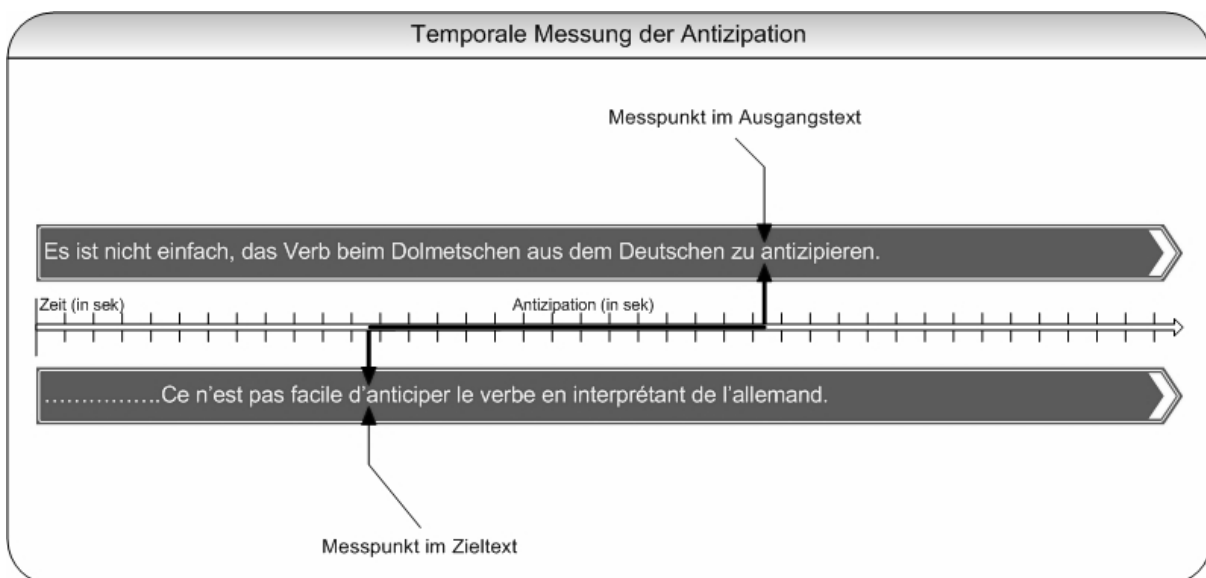 Temporale Messung der Antizipation
Messpunkt im Ausgangstext
Es ist nicht einfach, das Verb beim Dolmetschen aus dem Deutschen zu antizipieren.
Zeit (in sek)
Antizipation (in sek)
……………..Ce n’est pas facile d’anticiper le verbe en interprétant de l’allemand.
Messpunkt im Zieltext